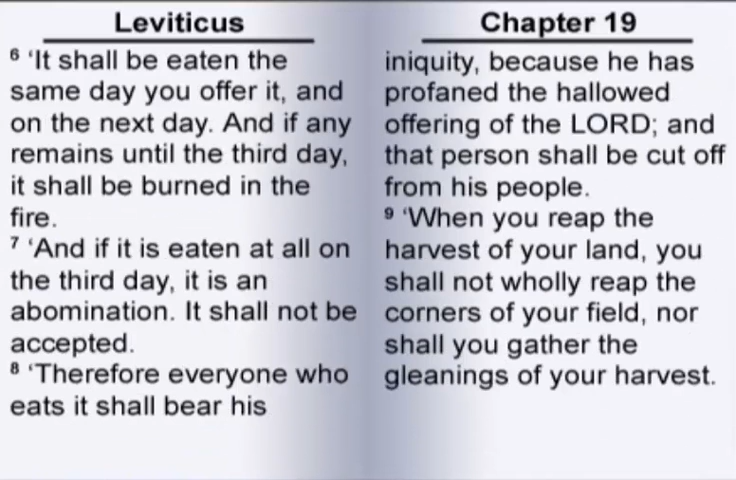 Leviticus
⁶ ‘It shall be eaten the
same day you offer it, and
on the next day. And if any
remains until the third day,
it shall be burned in the
fire.
⁷ ‘And if it is eaten at all on
the third day, it is an
abomination. It shall not be
accepted.
⁸ ‘Therefore everyone who
eats it shall bear his
Chapter 19
iniquity, because he has
profaned the hallowed
offering of the LORD; and
that person shall be cut off
from his people.
⁹ ‘When you reap the
harvest of your land, you
shall not wholly reap the
corners of your field, nor
shall you gather the
gleanings of your harvest.